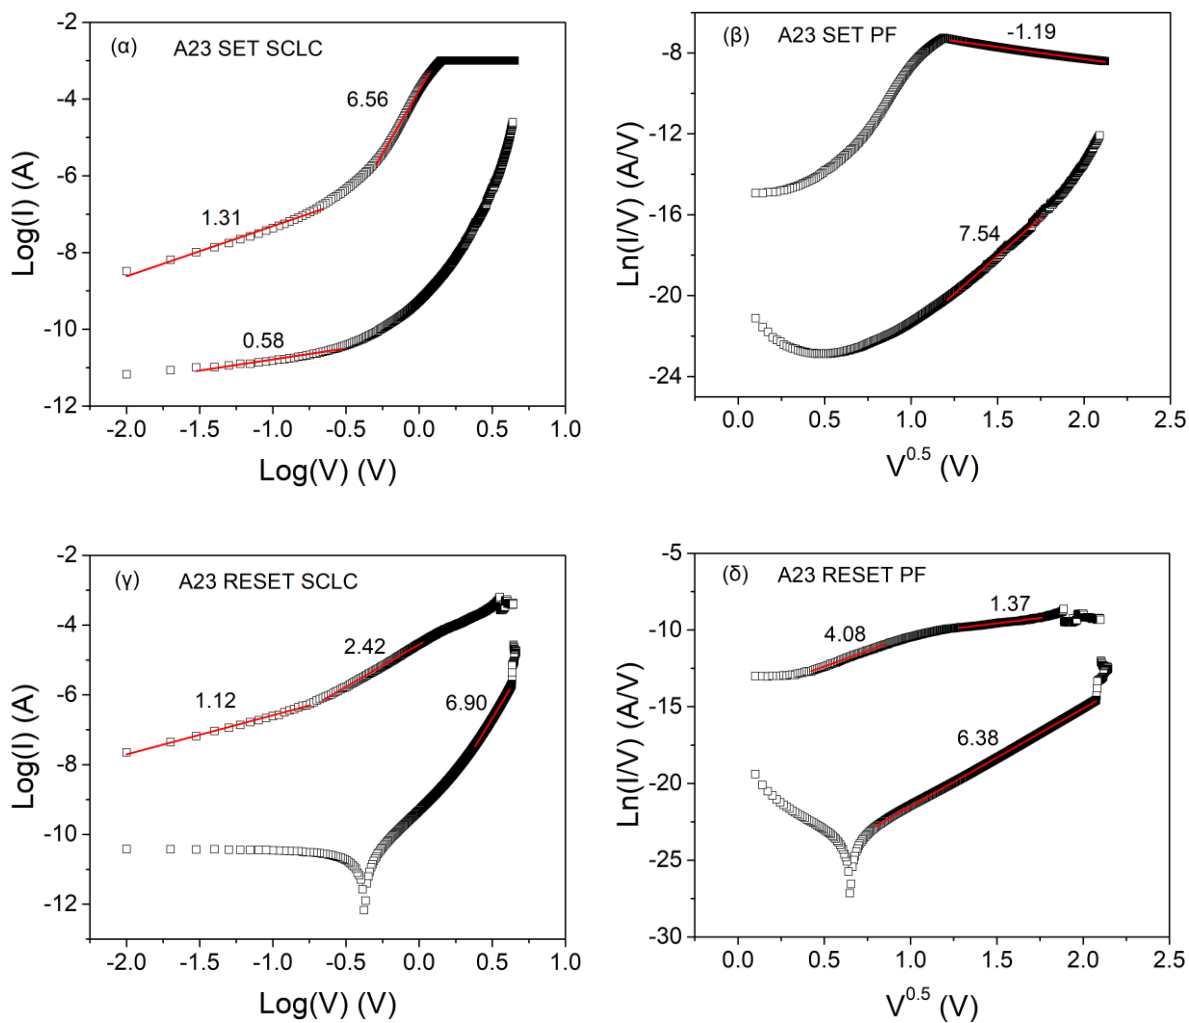 (α) A23 SET SCLC
-2
-4
-6
-8
-10
-12
6.56
1.31
0.58
-2.0 -1.5 -1.0 -0.5 0.0 0.5 1.0
Log(V) (V)
Log(I) (A)
(β) A23 SET PF
-8
-12
-16
-20
-24
-1.19
7.54
0.0 0.5 1.0 1.5 2.0 2.5
V^0.5 (V)
Ln(I/V) (A/V)
(γ) A23 RESET SCLC
-2
-4
-6
-8
-10
-12
2.42
1.12
6.90
-2.0 -1.5 -1.0 -0.5 0.0 0.5 1.0
Log(V) (V)
Log(I) (A)
(δ) A23 RESET PF
-5
-10
-15
-20
-25
-30
1.37
4.08
6.38
0.0 0.5 1.0 1.5 2.0 2.5
V^0.5 (V)
Ln(I/V) (A/V)